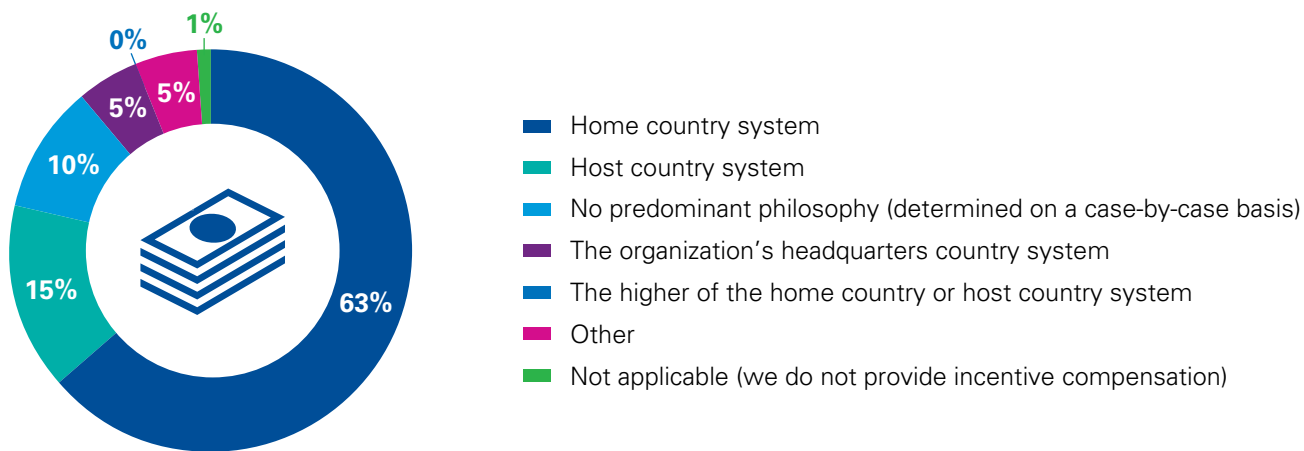 1%
0%
5%
5%
10%
15%
63%
Home country system
Host country system
No predominant philosophy (determined on a case-by-case basis)
The organization’s headquarters country system
The higher of the home country or host country system
Other
Not applicable (we do not provide incentive compensation)